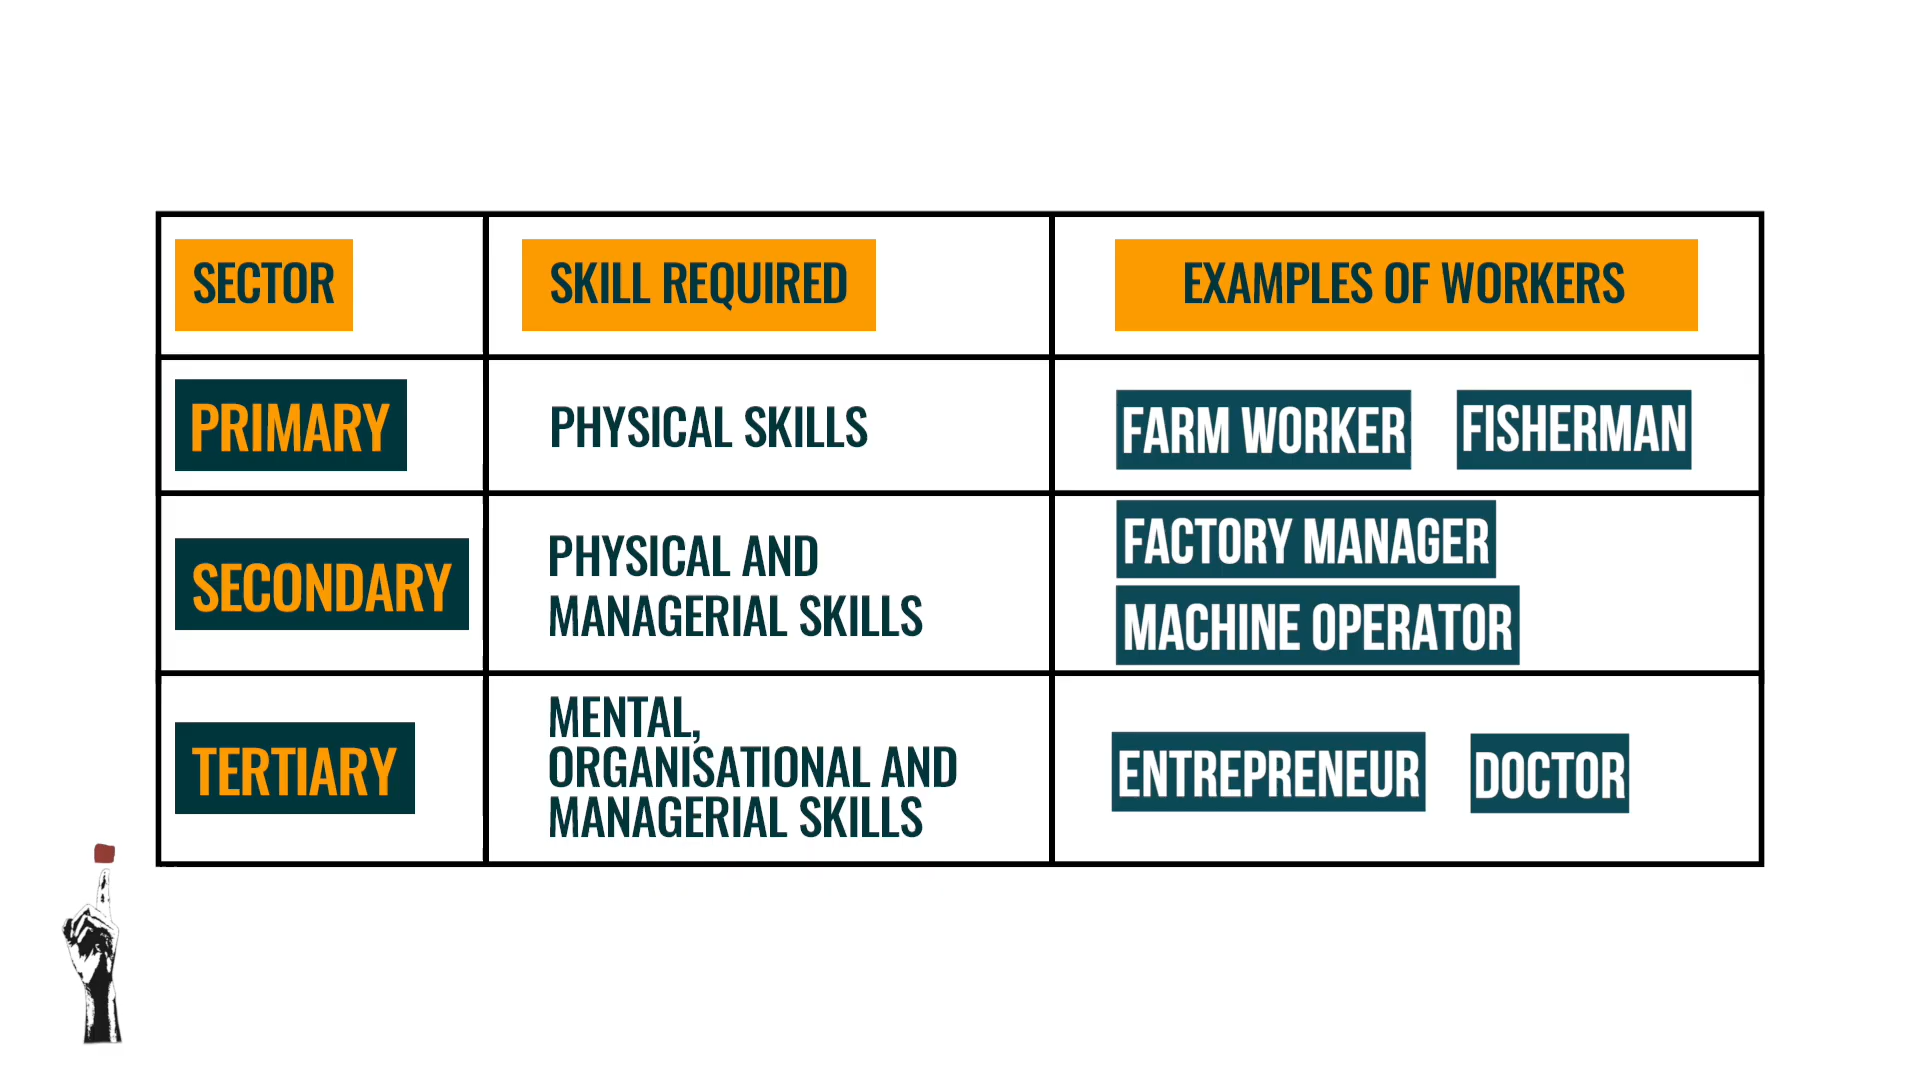 SECTOR
SKILL REQUIRED
EXAMPLES OF WORKERS
PRIMARY
PHYSICAL SKILLS
FARM WORKER
FISHERMAN
SECONDARY
PHYSICAL AND
MANAGERIAL SKILLS
FACTORY MANAGER
MACHINE OPERATOR
TERTIARY
MENTAL,
ORGANISATIONAL AND
MANAGERIAL SKILLS
ENTREPRENEUR
DOCTOR